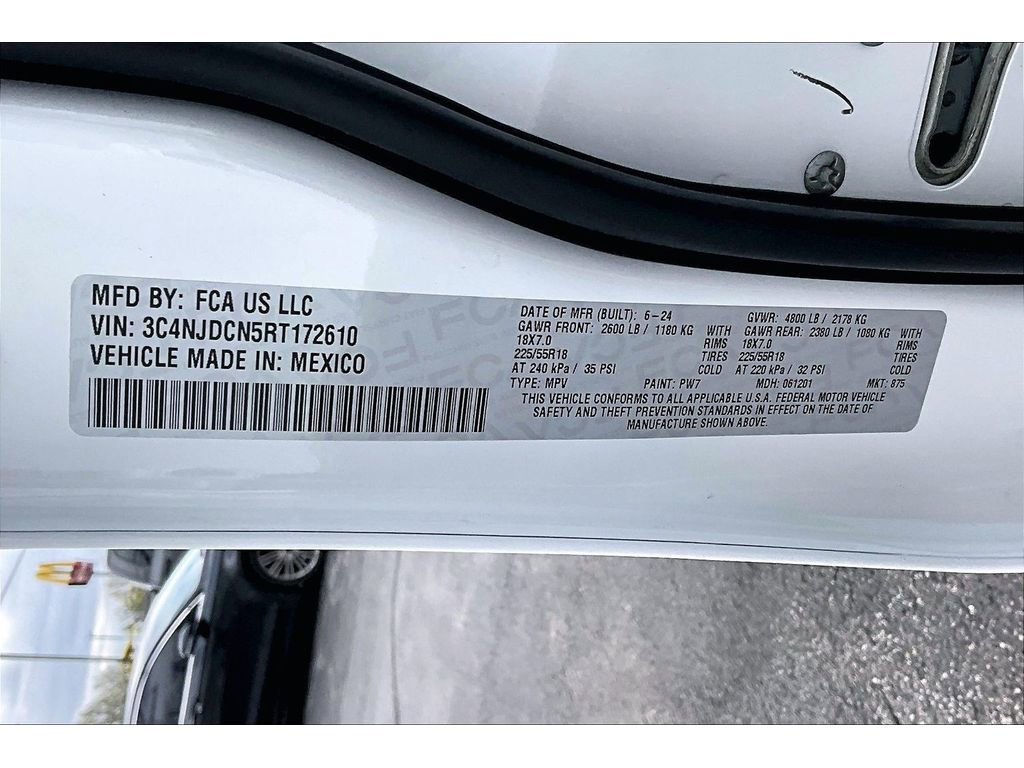 MFD BY: FCA US LLC
VIN: 3C4NJDCN5RT172610
VEHICLE MADE IN: MEXICO
DATE OF MFR (BUILT): 6-24 GVWR: 4800 LB / 2178 KG
GAWR FRONT: 2600 LB / 1180 KG WITH GAWR REAR: 2380 LB / 1080 KG WITH
18X7.0 RIMS 18X7.0 RIMS
225/55R18 TIRES 225/55R18 TIRES
AT 240 kPa / 35 PSI COLD AT 220 kPa / 32 PSI COLD
TYPE: MPV PAINT: PW7 MDH: 061201 MKT: 875
THIS VEHICLE CONFORMS TO ALL APPLICABLE U.S.A. FEDERAL MOTOR VEHICLE
SAFETY AND THEFT PREVENTION STANDARDS IN EFFECT ON THE DATE OF
MANUFACTURE SHOWN ABOVE.